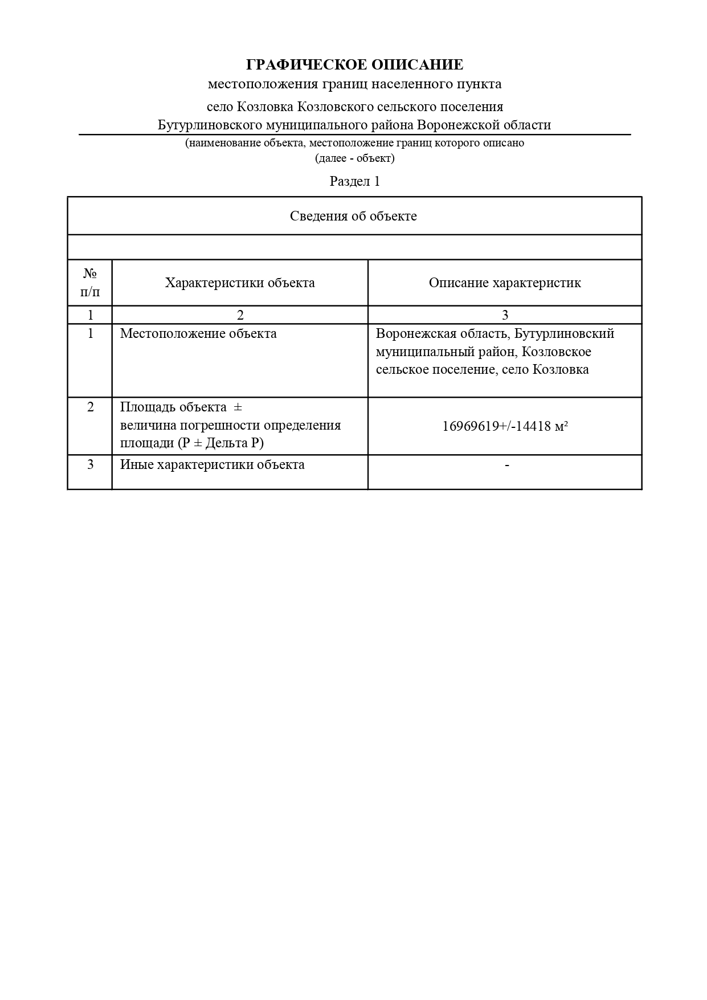 ГРАФИЧЕСКОЕ ОПИСАНИЕ
местоположения границ населенного пункта
село Козловка Козловского сельского поселения
Бутурлиновского муниципального района Воронежской области
(наименование объекта, местоположение границ которого описано
(далее - объект)
Раздел 1
Сведения об объекте
№
п/п
Характеристики объекта
Описание характеристик
1
2
3
1
Местоположение объекта
Воронежская область, Бутурлиновский
муниципальный район, Козловское
сельское поселение, село Козловка
2
Площадь объекта ±
величина погрешности определения
площади (Р ± Дельта Р)
16969619+/-14418 м²
3
Иные характеристики объекта
-